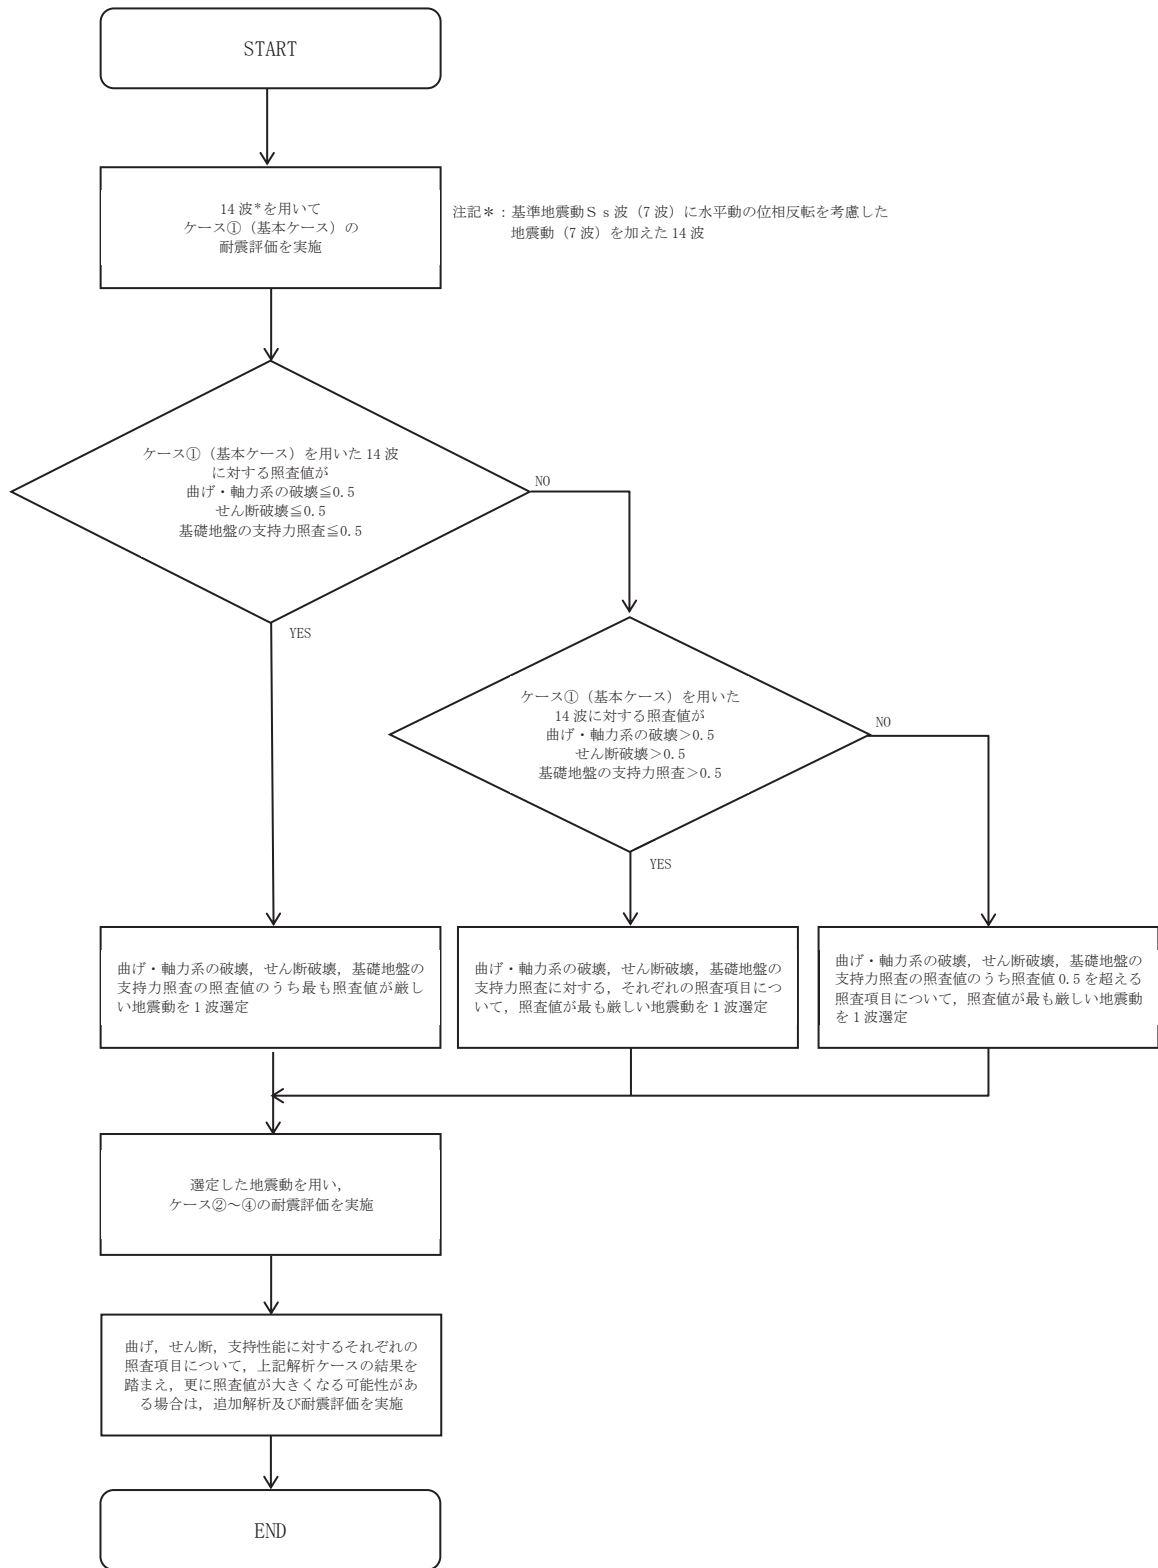 START
14 波*を用いて
ケース①（基本ケース）の
耐震評価を実施
注記＊：基準地震動Ｓｓ波（7 波）に水平動の位相反転を考慮した
地震動（7 波）を加えた 14 波
ケース①（基本ケース）を用いた 14 波
に対する照査値が
曲げ・軸力系の破壊≦0.5
せん断破壊≦0.5
基礎地盤の支持力照査≦0.5
NO
YES
ケース①（基本ケース）を用いた
14 波に対する照査値が
曲げ・軸力系の破壊＞0.5
せん断破壊＞0.5
基礎地盤の支持力照査＞0.5
NO
YES
曲げ・軸力系の破壊，せん断破壊，基礎地盤の
支持力照査の照査値のうち最も照査値が厳し
い地震動を 1 波選定
曲げ・軸力系の破壊，せん断破壊，基礎地盤の
支持力照査に対する，それぞれの照査項目につ
いて，照査値が最も厳しい地震動を 1 波選定
曲げ・軸力系の破壊，せん断破壊，基礎地盤の
支持力照査の照査値のうち照査値 0.5 を超える
照査項目について，照査値が最も厳しい地震動
を 1 波選定
選定した地震動を用い，
ケース②～④の耐震評価を実施
曲げ，せん断，支持性能に対するそれぞれの
照査項目について，上記解析ケースの結果を
踏まえ，更に照査値が大きくなる可能性があ
る場合は，追加解析及び耐震評価を実施
END